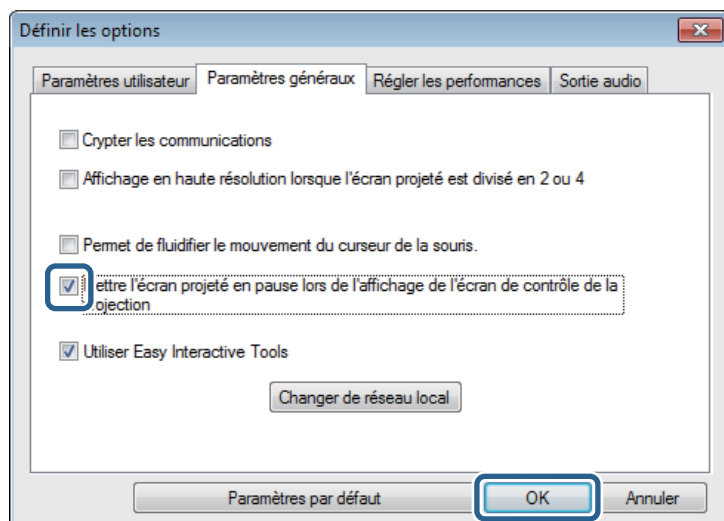 Définir les options
Paramètres utilisateur Paramètres généraux Régler les performances Sortie audio
Crypter les communications
Affichage en haute résolution lorsque l'écran projeté est divisé en 2 ou 4
Permet de fluidifier le mouvement du curseur de la souris.
ettre l'écran projeté en pause lors de l'affichage de l'écran de contrôle de la
ojection
Utiliser Easy Interactive Tools
Changer de réseau local
Paramètres par défaut OK Annuler